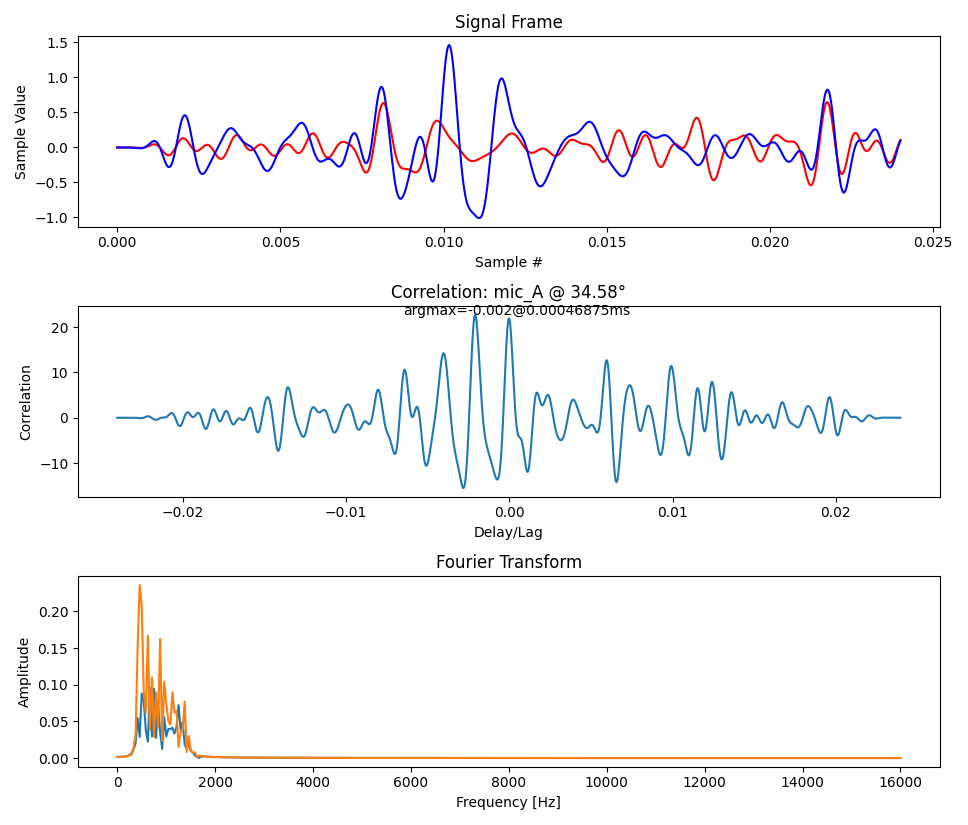 Signal Frame
1.5
1.0
0.5
0.0
−0.5
−1.0
Sample Value
0.000 0.005 0.010 0.015 0.020 0.025
Sample #
Correlation: mic_A @ 34.58°
argmax=-0.002@0.00046875ms
20
10
0
−10
Correlation
−0.02 −0.01 0.00 0.01 0.02
Delay/Lag
Fourier Transform
0.20
0.15
0.10
0.05
0.00
Amplitude
0 2000 4000 6000 8000 10000 12000 14000 16000
Frequency [Hz]